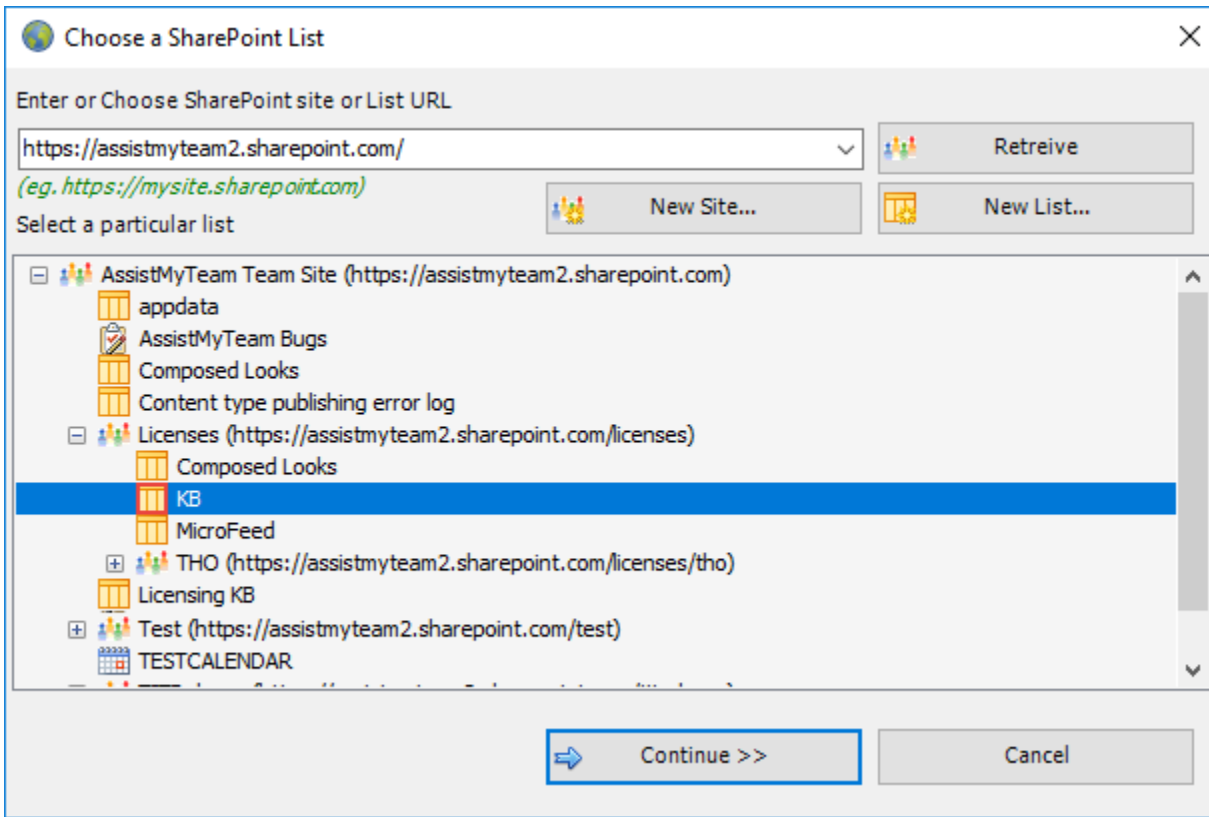 Choose a SharePoint List
Enter or Choose SharePoint site or List URL
https://assistmyteam2.sharepoint.com/
Retreive
(eg. https://mysite.sharepoint.com)
New Site...
New List...
Select a particular list
AssistMyTeam Team Site (https://assistmyteam2.sharepoint.com)
appdata
AssistMyTeam Bugs
Composed Looks
Content type publishing error log
Licenses (https://assistmyteam2.sharepoint.com/licenses)
Composed Looks
KB
MicroFeed
THO (https://assistmyteam2.sharepoint.com/licenses/tho)
Licensing KB
Test (https://assistmyteam2.sharepoint.com/test)
TESTCALENDAR
Continue >>
Cancel